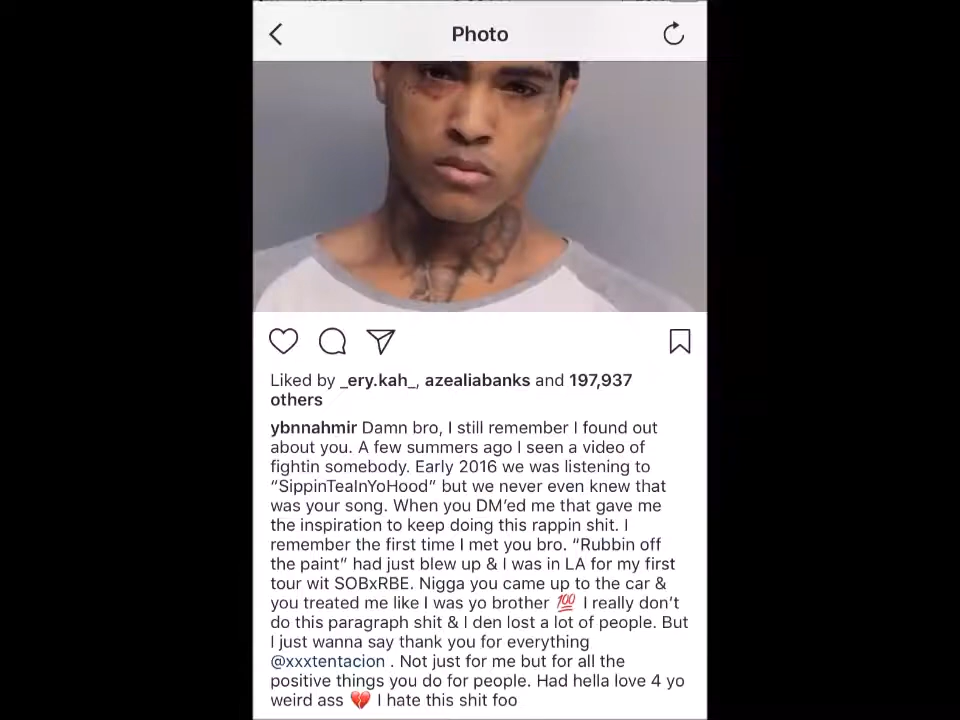 Photo
Liked by _ery.kah_, azealiabanks and 197,937
others
ybnnahmir Damn bro, I still remember I found out
about you. A few summers ago I seen a video of
fightin somebody. Early 2016 we was listening to
“SippinTeaInYoHood” but we never even knew that
was your song. When you DM’ed me that gave me
the inspiration to keep doing this rappin shit. I
remember the first time I met you bro. “Rubbin off
the paint” had just blew up & I was in LA for my first
tour wit SOBxRBE. Nigga you came up to the car &
you treated me like I was yo brother 💯 I really don’t
do this paragraph shit & I den lost a lot of people. But
I just wanna say thank you for everything
@xxxtentacion . Not just for me but for all the
positive things you do for people. Had hella love 4 yo
weird ass 💔 I hate this shit foo